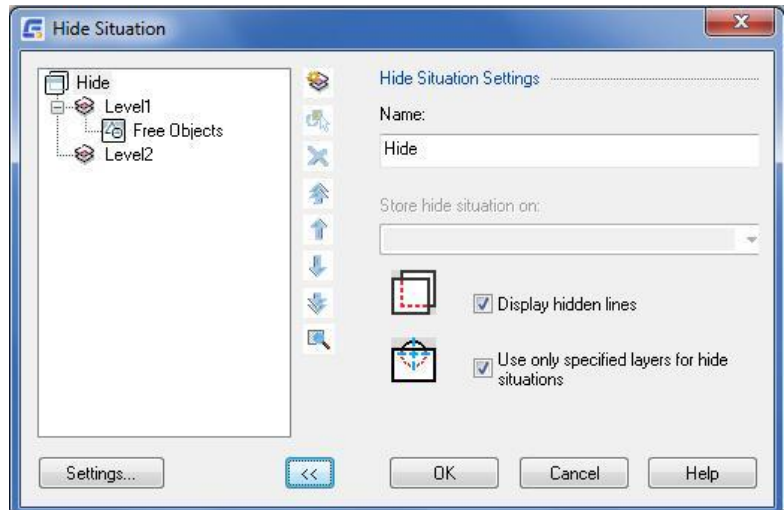 Hide Situation
Hide
Level1
Free Objects
Level2
Hide Situation Settings
Name:
Hide
Store hide situation on:
Display hidden lines
Use only specified layers for hide
situations
Settings...
<<
OK
Cancel
Help